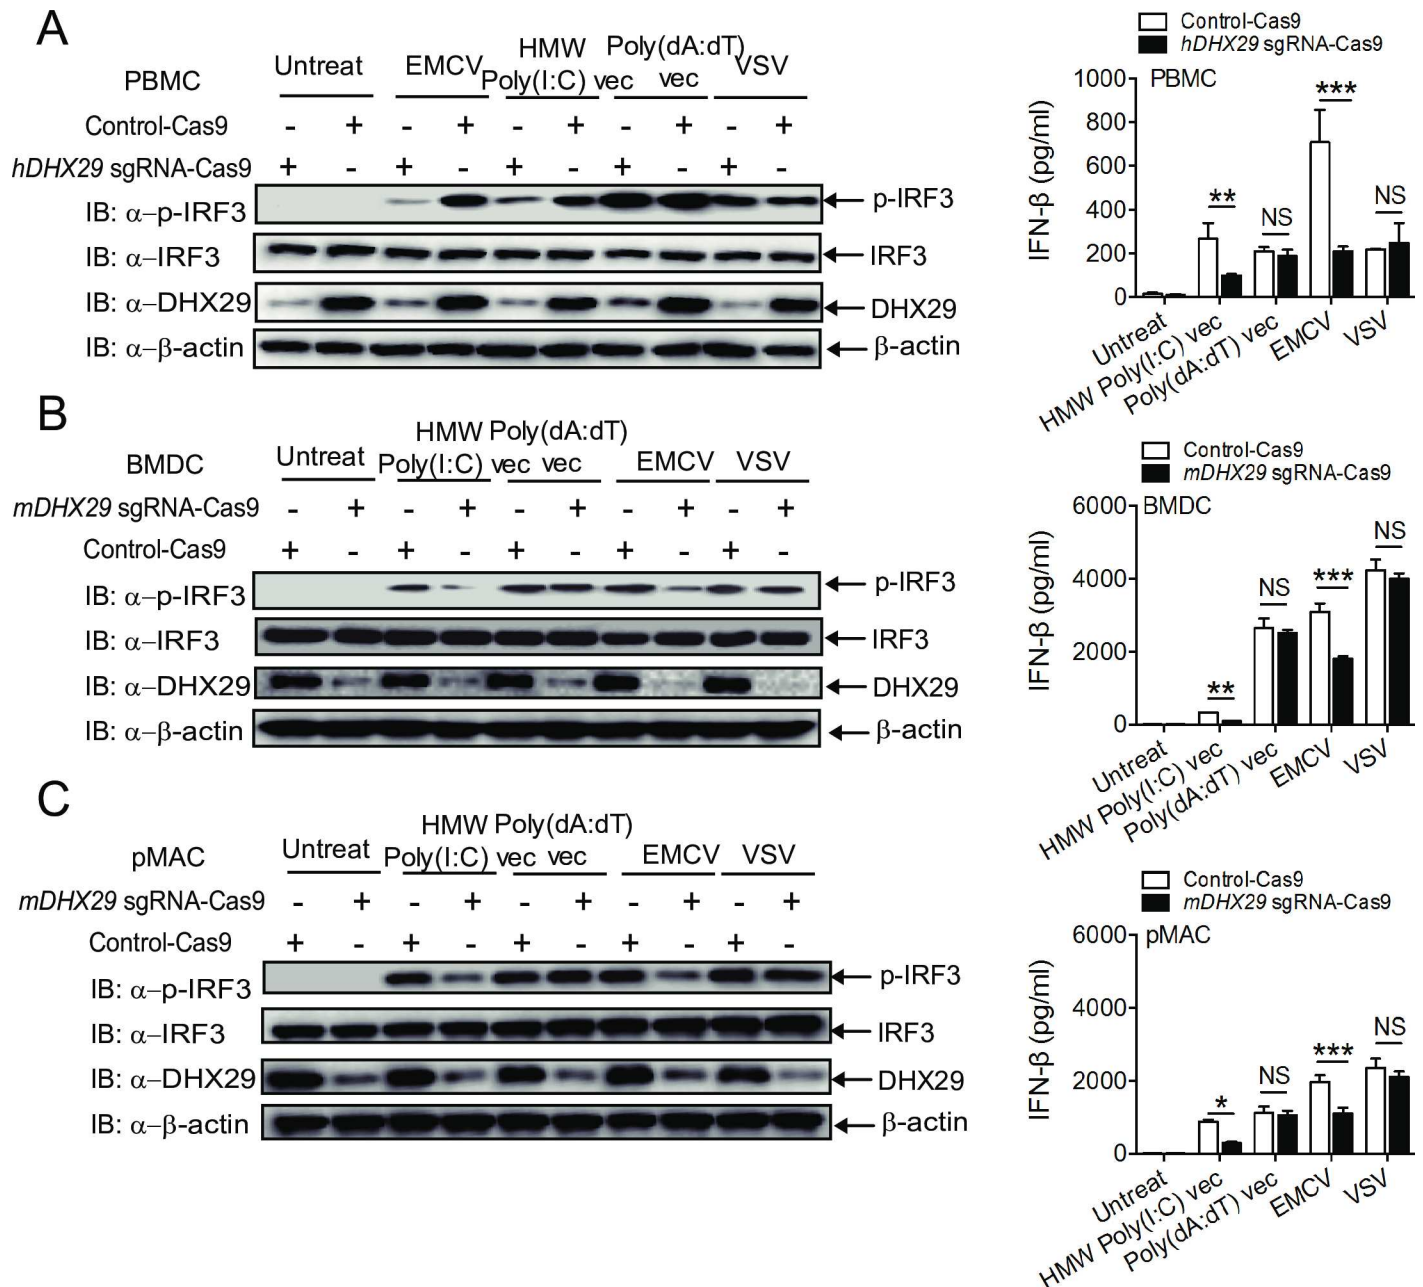 A
PBMC
Untreat
EMCV
HMW
Poly(I:C) vec
Poly(dA:dT)
vec
VSV
Control-Cas9
- + - + - + - + - +
hDHX29 sgRNA-Cas9
+ - + - + - + - + -
IB: α–p-IRF3
p-IRF3
IB: α–IRF3
IRF3
IB: α–DHX29
DHX29
IB: α–β-actin
β-actin
Control-Cas9
hDHX29 sgRNA-Cas9
PBMC
IFN-β (pg/ml)
1000
800
600
400
200
0
**
NS
***
NS
Untreat
HMW Poly(I:C) vec
Poly(dA:dT) vec
EMCV
VSV
B
BMDC
Untreat
HMW
Poly(I:C) vec
Poly(dA:dT)
vec
EMCV
VSV
mDHX29 sgRNA-Cas9
- + - + - + - + - +
Control-Cas9
+ - + - + - + - + -
IB: α–p-IRF3
p-IRF3
IB: α–IRF3
IRF3
IB: α–DHX29
DHX29
IB: α–β-actin
β-actin
Control-Cas9
mDHX29 sgRNA-Cas9
BMDC
IFN-β (pg/ml)
6000
4000
2000
0
**
NS
***
NS
Untreat
HMW Poly(I:C) vec
Poly(dA:dT) vec
EMCV
VSV
C
pMAC
Untreat
HMW
Poly(I:C) vec
Poly(dA:dT)
vec
EMCV
VSV
mDHX29 sgRNA-Cas9
- + - + - + - + - +
Control-Cas9
+ - + - + - + - + -
IB: α–p-IRF3
p-IRF3
IB: α–IRF3
IRF3
IB: α–DHX29
DHX29
IB: α–β-actin
β-actin
Control-Cas9
mDHX29 sgRNA-Cas9
pMAC
IFN-β (pg/ml)
6000
4000
2000
0
*
NS
***
NS
Untreat
HMW Poly(I:C) vec
Poly(dA:dT) vec
EMCV
VSV